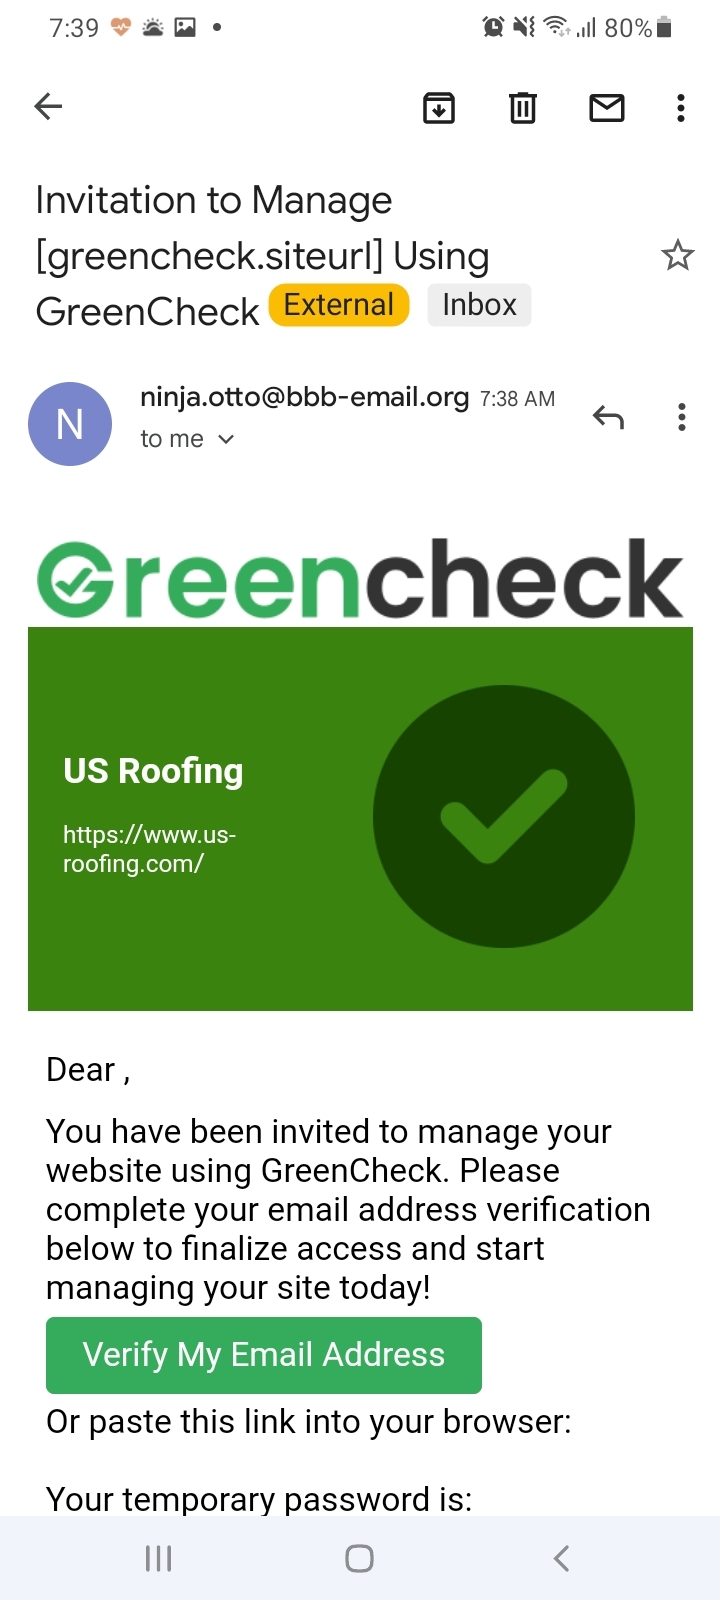 7:39
80%
Invitation to Manage
[greencheck.siteurl] Using
GreenCheck External Inbox
N
ninja.otto@bbb-email.org 7:38 AM
to me
Greencheck
US Roofing
https://www.us-
roofing.com/
Dear ,
You have been invited to manage your
website using GreenCheck. Please
complete your email address verification
below to finalize access and start
managing your site today!
Verify My Email Address
Or paste this link into your browser:
Your temporary password is: